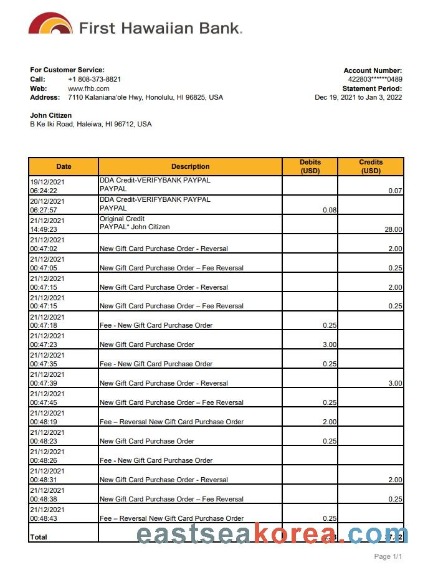 First Hawaiian Bank.
For Customer Service:
Call: +1 808-373-8821
Web: www.fhb.com
Address: 7110 Kalaniana'ole Hwy, Honolulu, HI 96825, USA
Account Number:
422803******0489
Statement Period:
Dec 19, 2021 to Jan 3, 2022
John Citizen
B Ke Iki Road, Haleiwa, HI 96712, USA
Date Description Debits (USD) Credits (USD)
19/12/2021 DDA Credit-VERIFYBANK PAYPAL
06:24:22 PAYPAL 0.07
20/12/2021 DDA Credit-VERIFYBANK PAYPAL
06:27:57 PAYPAL 0.08
21/12/2021 Original Credit
14:49:23 PAYPAL* John Citizen 28.00
21/12/2021
00:47:02 New Gift Card Purchase Order - Reversal 2.00
21/12/2021
00:47:05 New Gift Card Purchase Order – Fee Reversal 0.25
21/12/2021
00:47:15 New Gift Card Purchase Order - Reversal 2.00
21/12/2021
00:47:15 New Gift Card Purchase Order – Fee Reversal 0.25
21/12/2021
00:47:18 Fee - New Gift Card Purchase Order 0.25
21/12/2021
00:47:23 New Gift Card Purchase Order 3.00
21/12/2021
00:47:35 Fee - New Gift Card Purchase Order 0.25
21/12/2021
00:47:39 New Gift Card Purchase Order - Reversal 3.00
21/12/2021
00:47:45 New Gift Card Purchase Order – Fee Reversal 0.25
21/12/2021
00:48:19 Fee – Reversal New Gift Card Purchase Order 2.00
21/12/2021
00:48:23 New Gift Card Purchase Order 0.25
21/12/2021
00:48:26 Fee - New Gift Card Purchase Order
21/12/2021
00:48:31 New Gift Card Purchase Order - Reversal 2.00
21/12/2021
00:48:38 New Gift Card Purchase Order – Fee Reversal 0.25
21/12/2021
00:48:43 Fee – Reversal New Gift Card Purchase Order 0.25
Total
eastseakorea.com
Page 1/1